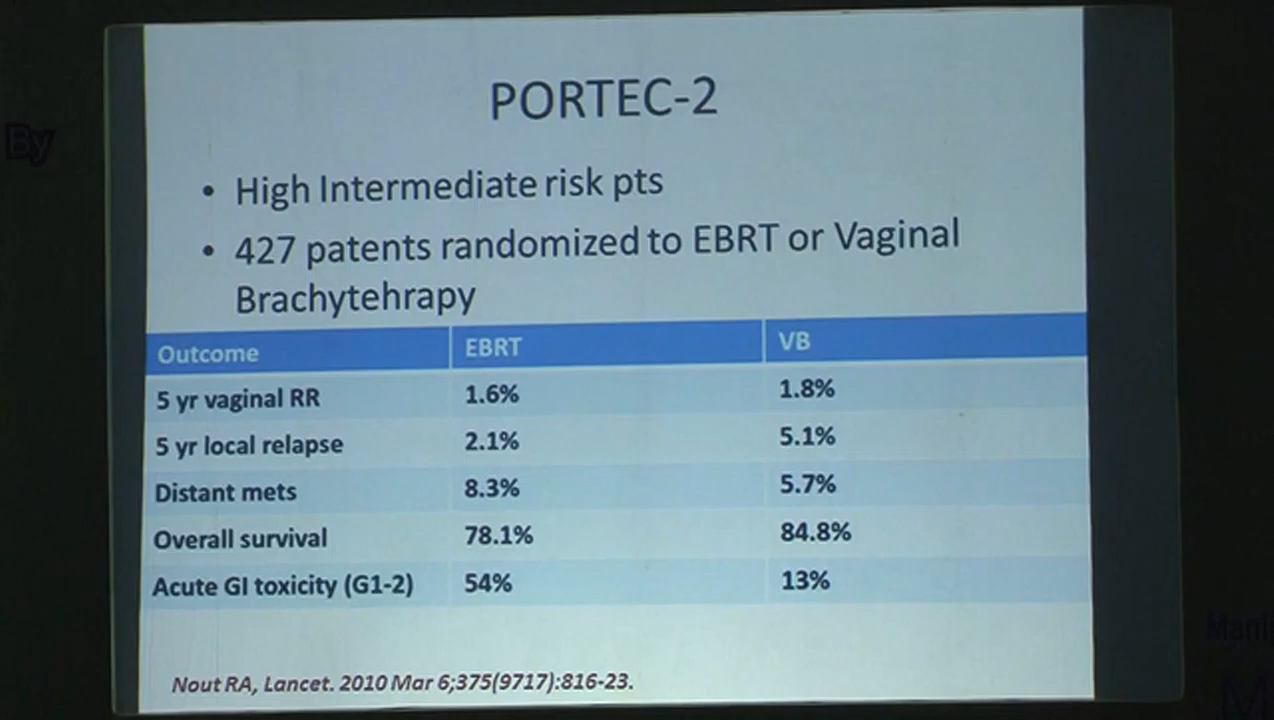 By
PORTEC-2
• High Intermediate risk pts
• 427 patents randomized to EBRT or Vaginal
Brachytehrapy
Outcome EBRT VB
5 yr vaginal RR 1.6% 1.8%
5 yr local relapse 2.1% 5.1%
Distant mets 8.3% 5.7%
Overall survival 78.1% 84.8%
Acute GI toxicity (G1-2) 54% 13%
Nout RA, Lancet. 2010 Mar 6;375(9717):816-23.